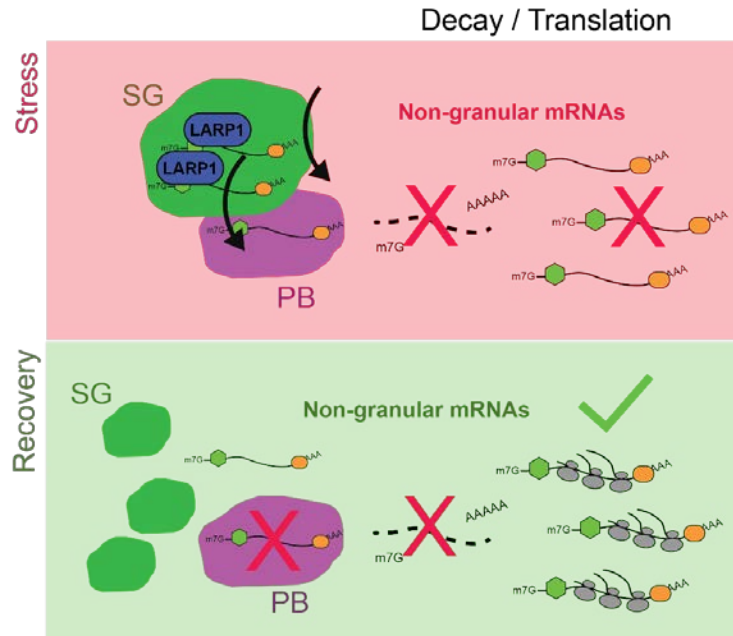 Decay / Translation
Stress
SG
LARP1
m7G
AAA
LARP1
m7G
AAA
m7G
AAA
PB
Non-granular mRNAs
AAAAA
m7G
m7G
AAA
m7G
AAA
m7G
AAA
Recovery
SG
Non-granular mRNAs
m7G
AAA
m7G
AAA
PB
AAAAA
m7G
m7G
AAA
m7G
AAA
m7G
AAA